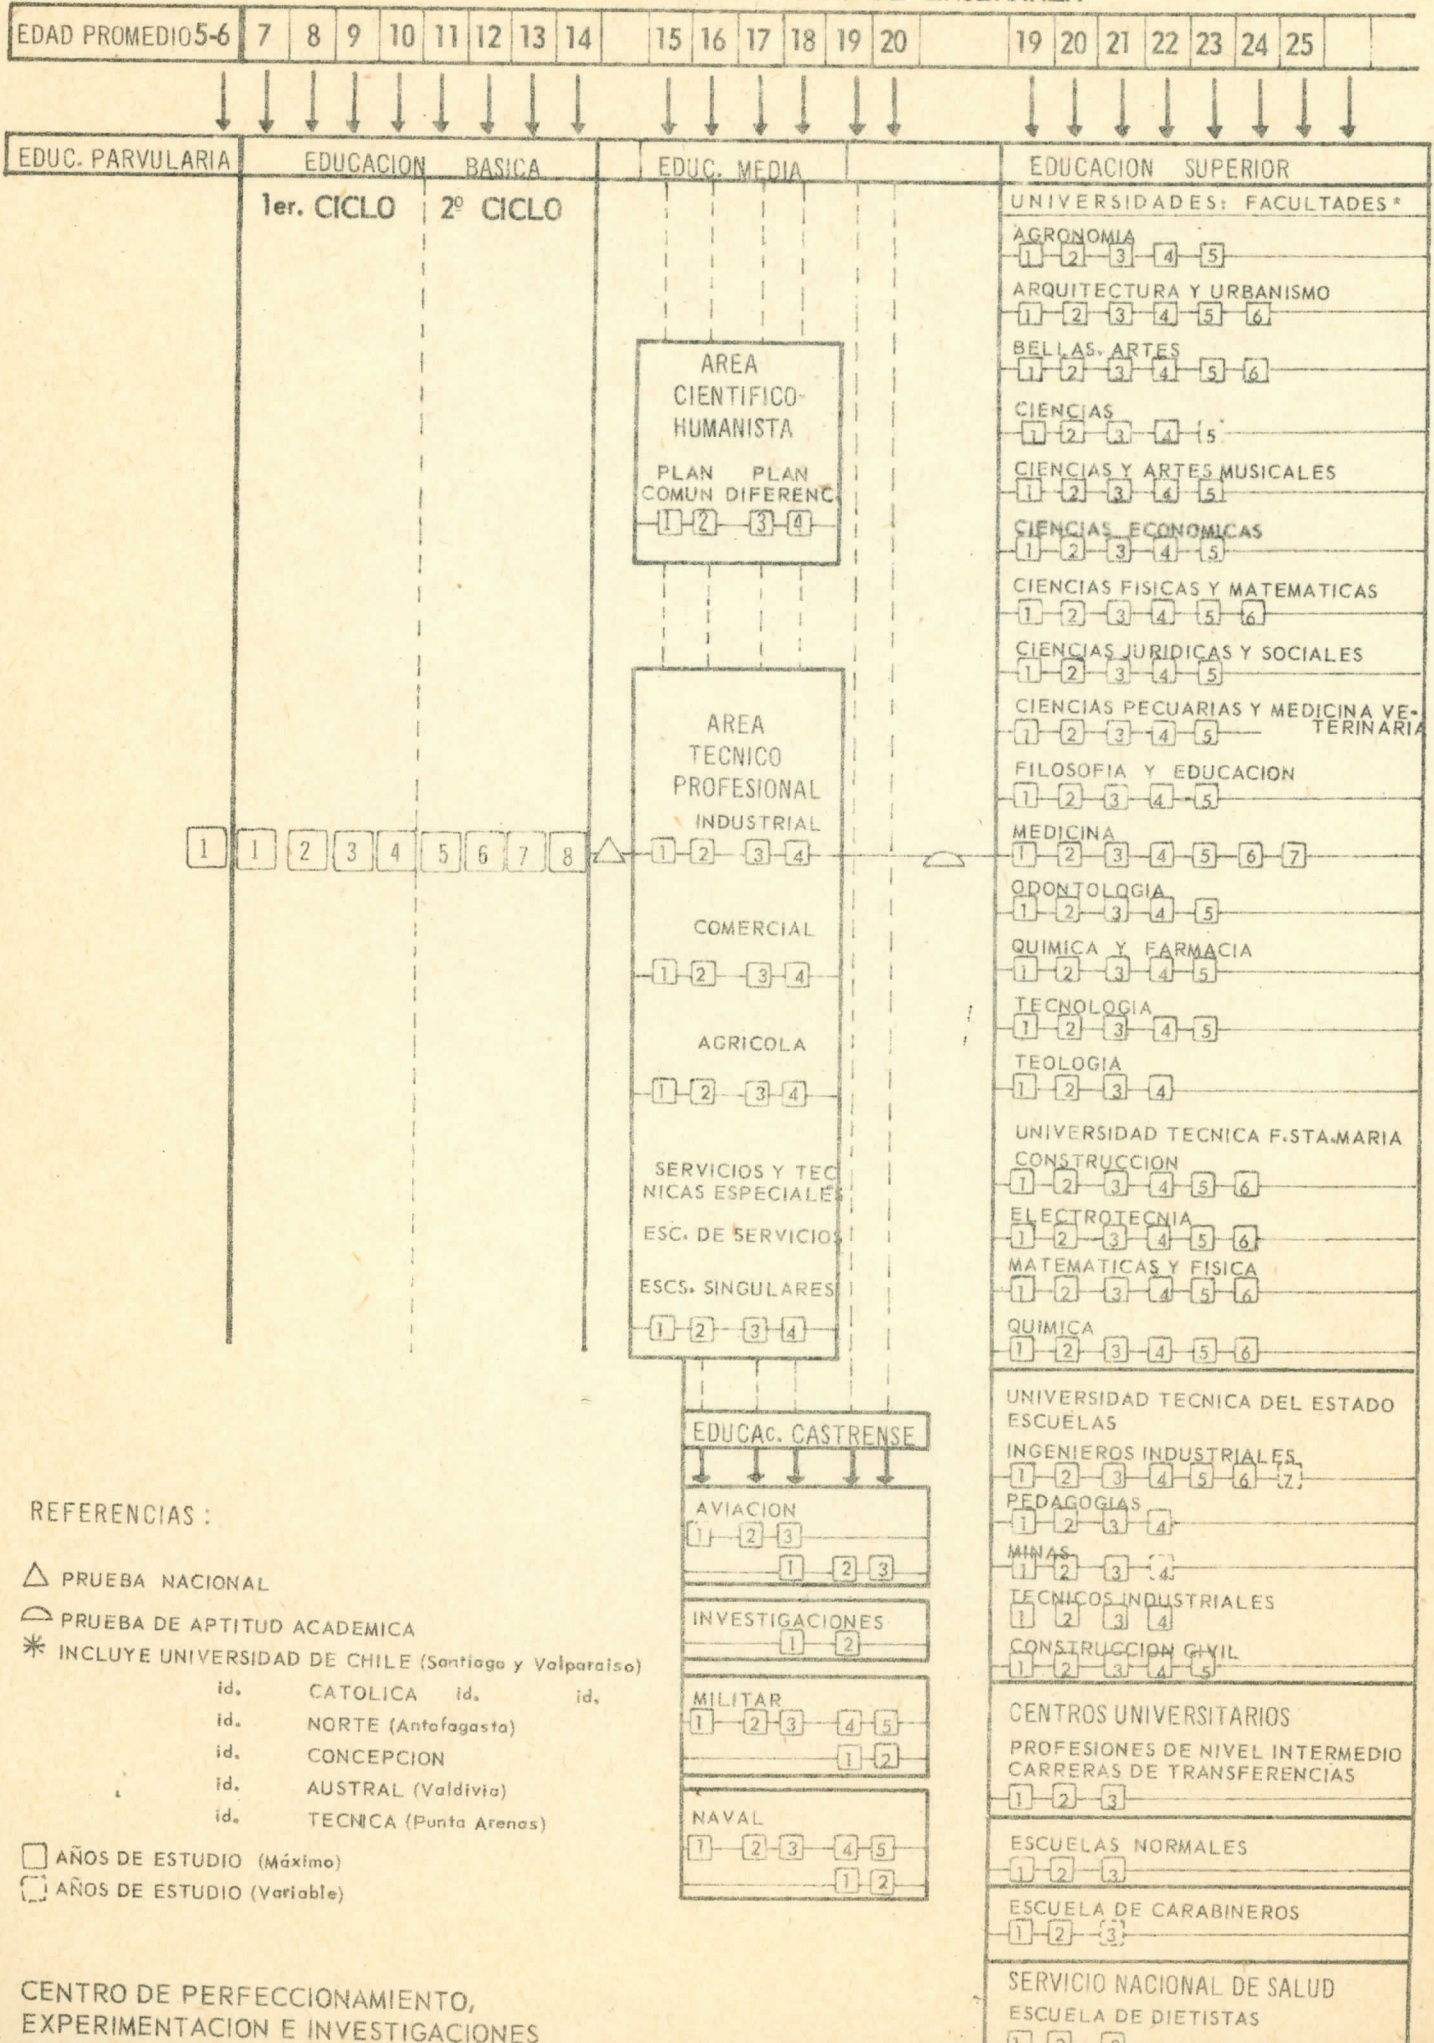 EDAD PROMEDIO 5-6 7 8 9 10 11 12 13 14 15 16 17 18 19 20 19 20 21 22 23 24 25
EDUC. PARVULARIA EDUCACION BASICA EDUC. MEDIA EDUCACION SUPERIOR
1er. CICLO 2º CICLO
1 1 2 3 4 5 6 7 8
AREA
CIENTIFICO-
HUMANISTA
PLAN PLAN
COMUN DIFERENC
1 2 3 4
AREA
TECNICO
PROFESIONAL
INDUSTRIAL
1 2 3 4
COMERCIAL
1 2 3 4
AGRICOLA
1 2 3 4
SERVICIOS Y TEC
NICAS ESPECIALES
ESC. DE SERVICIOS
ESCS. SINGULARES
1 2 3 4
EDUCAC. CASTRENSE
AVIACION
1 2 3
1 2 3
INVESTIGACIONES
1 2
MILITAR
1 2 3 4 5
1 2
NAVAL
1 2 3 4 5
1 2
UNIVERSIDADES: FACULTADES*
AGRONOMIA
1 2 3 4 5
ARQUITECTURA Y URBANISMO
1 2 3 4 5 6
BELLAS. ARTES
1 2 3 4 5 6
CIENCIAS
1 2 3 4 5
CIENCIAS Y ARTES MUSICALES
1 2 3 4 5
CIENCIAS ECONOMICAS
1 2 3 4 5
CIENCIAS FISICAS Y MATEMATICAS
1 2 3 4 5 6
CIENCIAS JURIDICAS Y SOCIALES
1 2 3 4 5
CIENCIAS PECUARIAS Y MEDICINA VE-
TERINARIA
1 2 3 4 5
FILOSOFIA Y EDUCACION
1 2 3 4 5
MEDICINA
1 2 3 4 5 6 7
ODONTOLOGIA
1 2 3 4 5
QUIMICA Y FARMACIA
1 2 3 4 5
TECNOLOGIA
1 2 3 4 5
TEOLOGIA
1 2 3 4
UNIVERSIDAD TECNICA F.STA.MARIA
CONSTRUCCION
1 2 3 4 5 6
ELECTROTECNIA
1 2 3 4 5 6
MATEMATICAS Y FISICA
1 2 3 4 5 6
QUIMICA
1 2 3 4 5 6
UNIVERSIDAD TECNICA DEL ESTADO
ESCUELAS
INGENIEROS INDUSTRIALES
1 2 3 4 5 6 7
PEDAGOGIAS
1 2 3 4
MINAS
1 2 3 4
TECNICOS INDUSTRIALES
1 2 3 4
CONSTRUCCION CIVIL
1 2 3 4 5
CENTROS UNIVERSITARIOS
PROFESIONES DE NIVEL INTERMEDIO
CARRERAS DE TRANSFERENCIAS
1 2 3
ESCUELAS NORMALES
1 2 3
ESCUELA DE CARABINEROS
1 2 3
SERVICIO NACIONAL DE SALUD
ESCUELA DE DIETISTAS
REFERENCIAS :
PRUEBA NACIONAL
PRUEBA DE APTITUD ACADEMICA
* INCLUYE UNIVERSIDAD DE CHILE (Santiago y Valparaiso)
id. CATOLICA id. id.
id. NORTE (Antofagasta)
id. CONCEPCION
id. AUSTRAL (Valdivia)
id. TECNICA (Punta Arenas)
AÑOS DE ESTUDIO (Máximo)
AÑOS DE ESTUDIO (Variable)
CENTRO DE PERFECCIONAMIENTO,
EXPERIMENTACION E INVESTIGACIONES